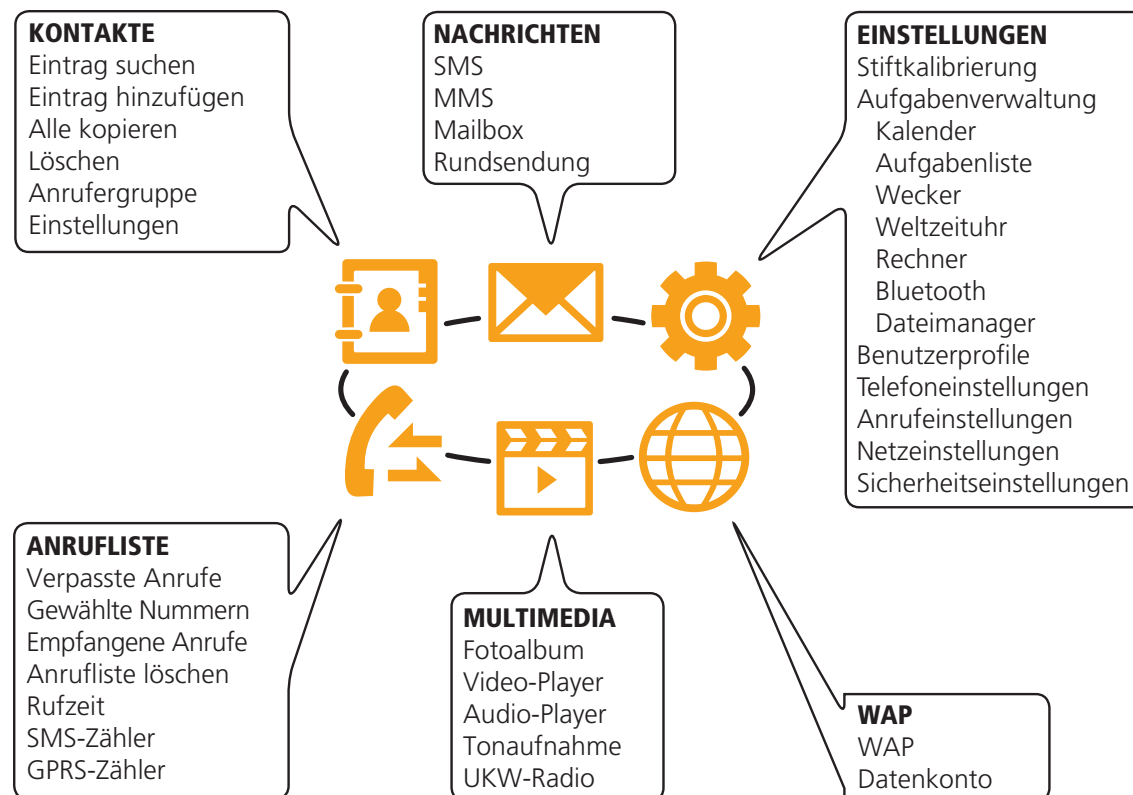 KONTAKTE
Eintrag suchen
Eintrag hinzufügen
Alle kopieren
Löschen
Anrufergruppe
Einstellungen
NACHRICHTEN
SMS
MMS
Mailbox
Rundsendung
EINSTELLUNGEN
Stiftkalibrierung
Aufgabenverwaltung
Kalender
Aufgabenliste
Wecker
Weltzeituhr
Rechner
Bluetooth
Dateimanager
Benutzerprofile
Telefoneinstellungen
Anrufeinstellungen
Netzeinstellungen
Sicherheitseinstellungen
ANRUFLISTE
Verpasste Anrufe
Gewählte Nummern
Empfangene Anrufe
Anrufliste löschen
Rufzeit
SMS-Zähler
GPRS-Zähler
MULTIMEDIA
Fotoalbum
Video-Player
Audio-Player
Tonaufnahme
UKW-Radio
WAP
WAP
Datenkonto